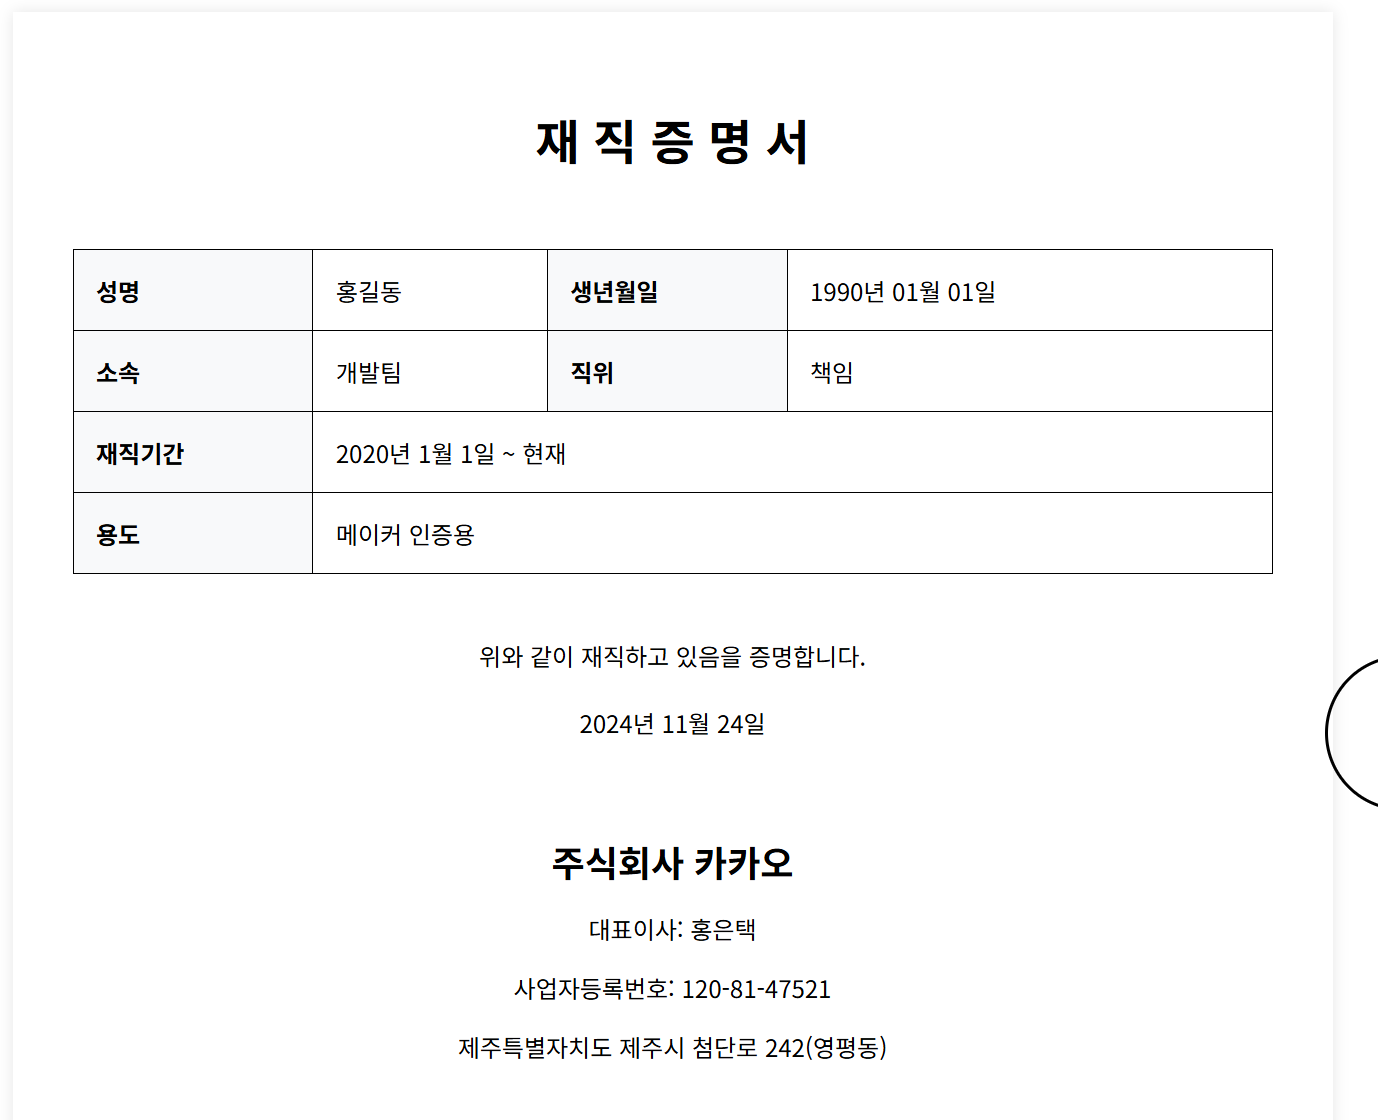 재직증명서
성명 홍길동 생년월일 1990년 01월 01일
소속 개발팀 직위 책임
재직기간 2020년 1월 1일 ~ 현재
용도 메이커 인증용
위와 같이 재직하고 있음을 증명합니다.
2024년 11월 24일
주식회사 카카오
대표이사: 홍은택
사업자등록번호: 120-81-47521
제주특별자치도 제주시 첨단로 242(영평동)